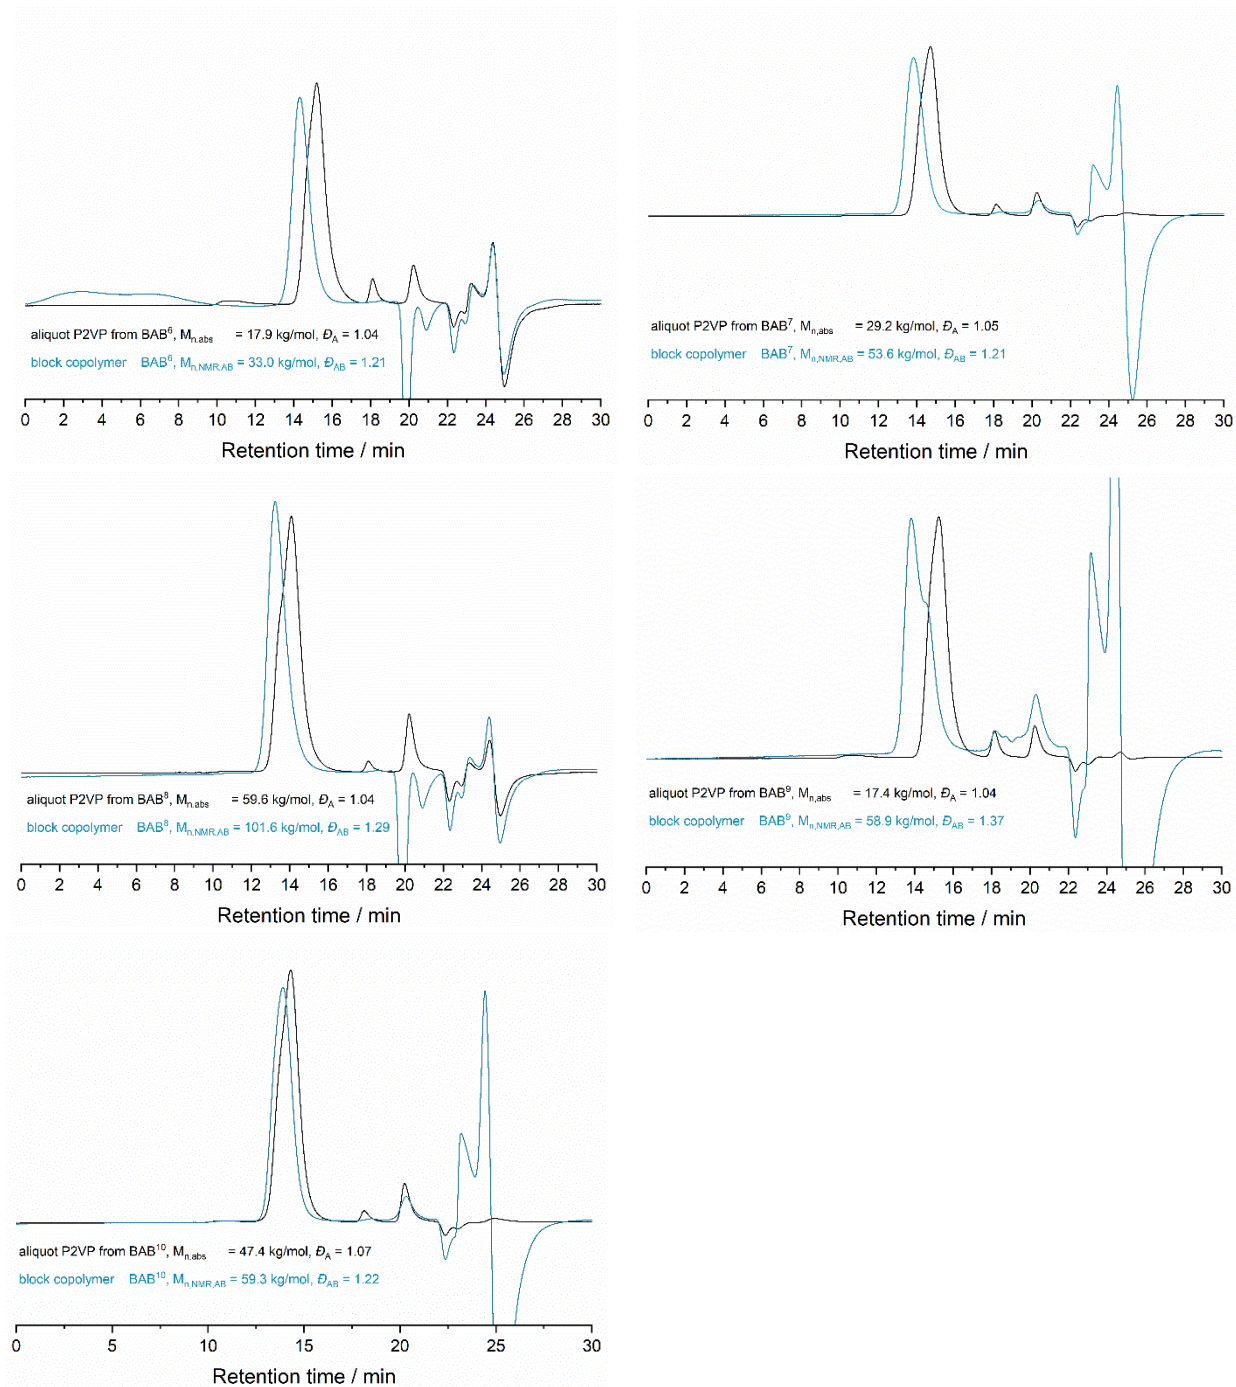 aliquot P2VP from BAB⁶, Mn,abs = 17.9 kg/mol, ĐA = 1.04
block copolymer BAB⁶, Mn,NMR,AB = 33.0 kg/mol, ĐAB = 1.21
0 2 4 6 8 10 12 14 16 18 20 22 24 26 28 30
Retention time / min
aliquot P2VP from BAB⁷, Mn,abs = 29.2 kg/mol, ĐA = 1.05
block copolymer BAB⁷, Mn,NMR,AB = 53.6 kg/mol, ĐAB = 1.21
0 2 4 6 8 10 12 14 16 18 20 22 24 26 28 30
Retention time / min
aliquot P2VP from BAB⁸, Mn,abs = 59.6 kg/mol, ĐA = 1.04
block copolymer BAB⁸, Mn,NMR,AB = 101.6 kg/mol, ĐAB = 1.29
0 2 4 6 8 10 12 14 16 18 20 22 24 26 28 30
Retention time / min
aliquot P2VP from BAB⁹, Mn,abs = 17.4 kg/mol, ĐA = 1.04
block copolymer BAB⁹, Mn,NMR,AB = 58.9 kg/mol, ĐAB = 1.37
0 2 4 6 8 10 12 14 16 18 20 22 24 26 28 30
Retention time / min
aliquot P2VP from BAB¹⁰, Mn,abs = 47.4 kg/mol, ĐA = 1.07
block copolymer BAB¹⁰, Mn,NMR,AB = 59.3 kg/mol, ĐAB = 1.22
0 5 10 15 20 25 30
Retention time / min